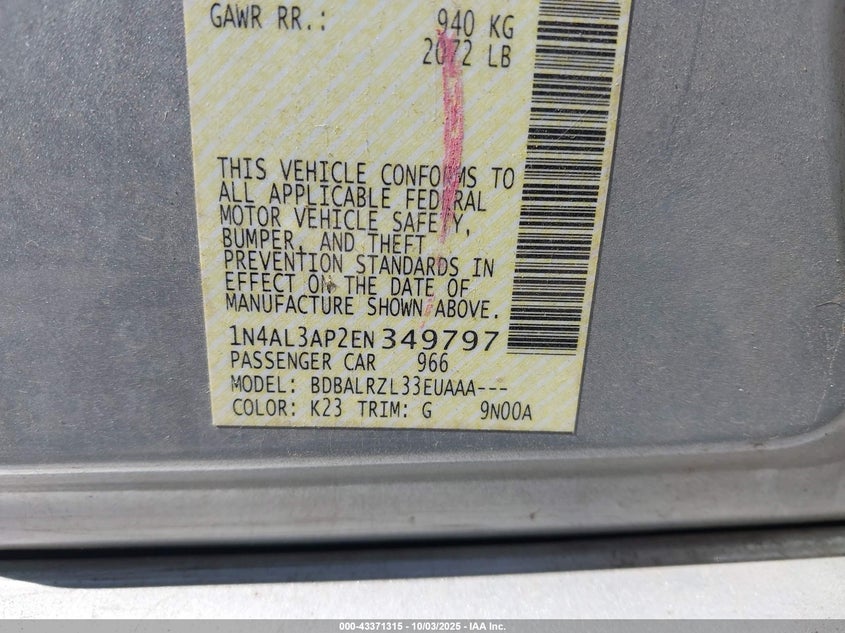 GAWR RR.: 940 KG
2072 LB
THIS VEHICLE CONFORMS TO
ALL APPLICABLE FEDERAL
MOTOR VEHICLE SAFETY,
BUMPER, AND THEFT
PREVENTION STANDARDS IN
EFFECT ON THE DATE OF
MANUFACTURE SHOWN ABOVE.
1N4AL3AP2EN349797
PASSENGER CAR 966
MODEL: BDBALRZL33EUAAA---
COLOR: K23 TRIM: G 9N00A
000-43371315 - 10/03/2025 - IAA Inc.